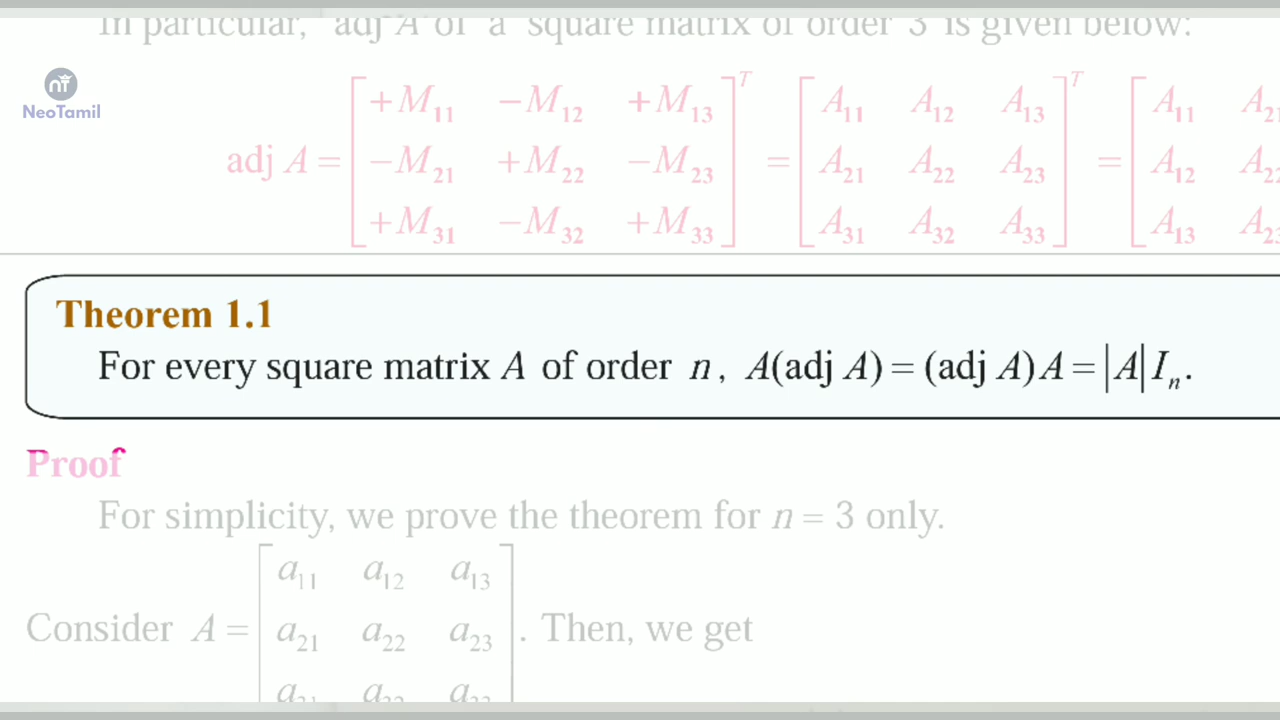 In particular, adj A of a square matrix of order 3 is given below:
NeoTamil
adj A = [ +M₁₁ −M₁₂ +M₁₃ ]ᵀ = [ A₁₁ A₁₂ A₁₃ ]ᵀ = [ A₁₁
−M₂₁ +M₂₂ −M₂₃ A₂₁ A₂₂ A₂₃ A₁₂
+M₃₁ −M₃₂ +M₃₃ A₃₁ A₃₂ A₃₃ A₁₃
Theorem 1.1
For every square matrix A of order n, A(adj A) = (adj A)A = |A| Iₙ.
Proof
For simplicity, we prove the theorem for n = 3 only.
a₁₁ a₁₂ a₁₃
Consider A = a₂₁ a₂₂ a₂₃ . Then, we get